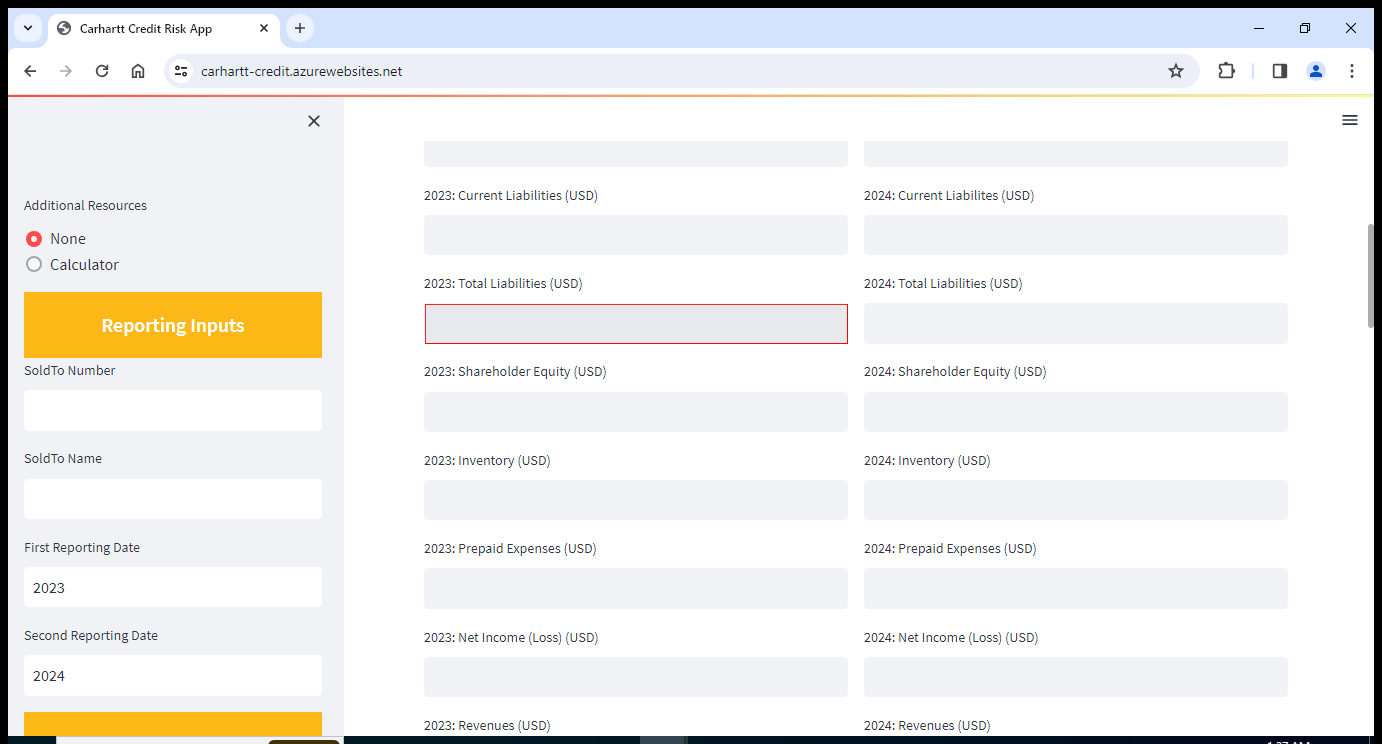 Carhartt Credit Risk App
carhartt-credit.azurewebsites.net
Additional Resources
None
Calculator
Reporting Inputs
SoldTo Number
SoldTo Name
First Reporting Date
2023
Second Reporting Date
2024
2023: Current Liabilities (USD)
2024: Current Liabilites (USD)
2023: Total Liabilities (USD)
2024: Total Liabilities (USD)
2023: Shareholder Equity (USD)
2024: Shareholder Equity (USD)
2023: Inventory (USD)
2024: Inventory (USD)
2023: Prepaid Expenses (USD)
2024: Prepaid Expenses (USD)
2023: Net Income (Loss) (USD)
2024: Net Income (Loss) (USD)
2023: Revenues (USD)
2024: Revenues (USD)